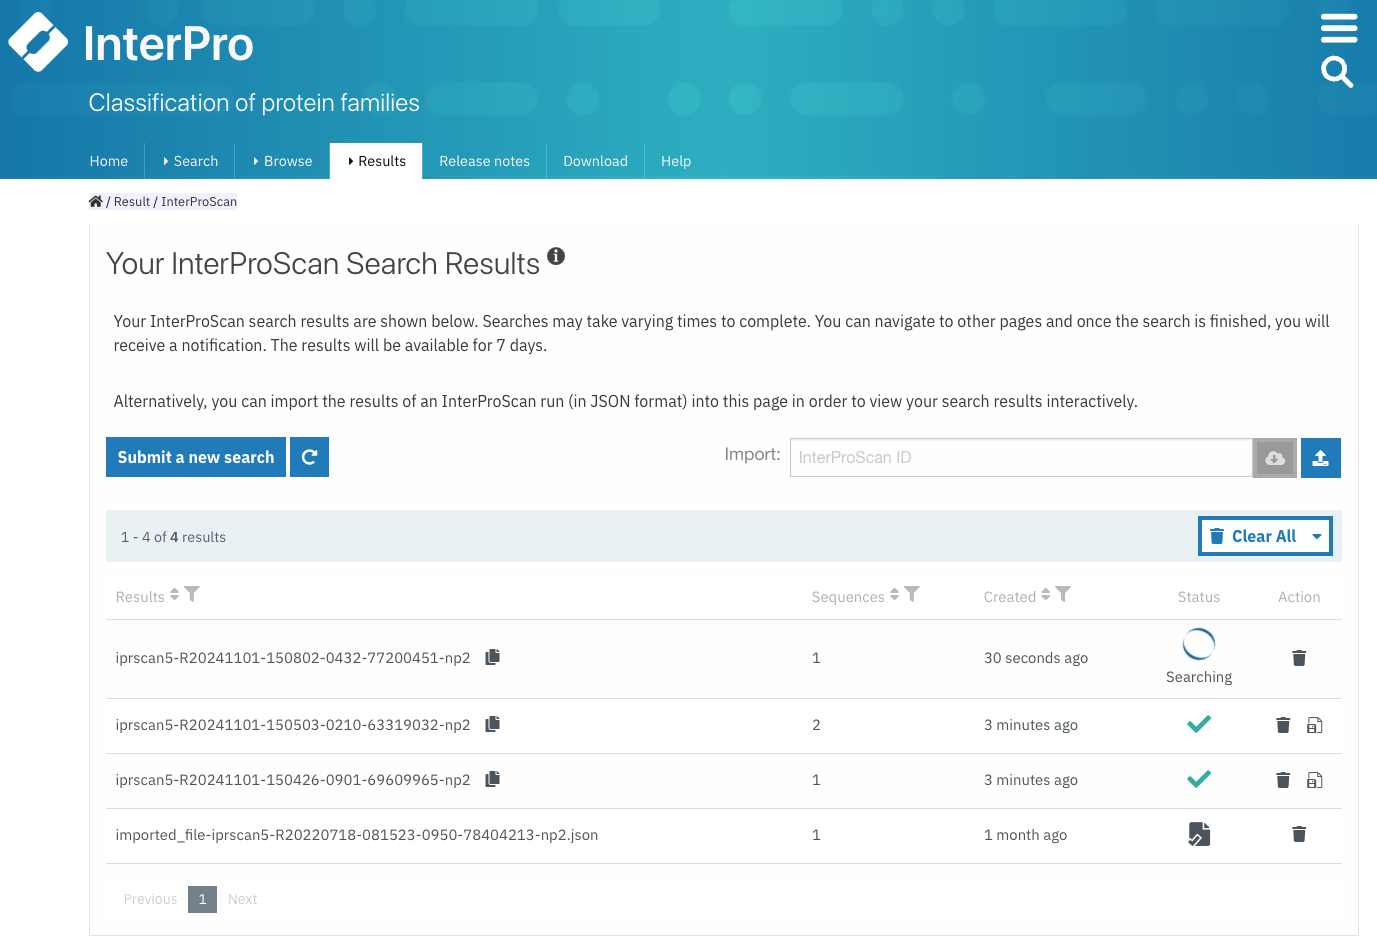 InterPro
Classification of protein families
Home Search Browse Results Release notes Download Help
/ Result / InterProScan
Your InterProScan Search Results
Your InterProScan search results are shown below. Searches may take varying times to complete. You can navigate to other pages and once the search is finished, you will
receive a notification. The results will be available for 7 days.
Alternatively, you can import the results of an InterProScan run (in JSON format) into this page in order to view your search results interactively.
Submit a new search Import: InterProScan ID
1 - 4 of 4 results Clear All
Results Sequences Created Status Action
iprscan5-R20241101-150802-0432-77200451-np2 1 30 seconds ago Searching
iprscan5-R20241101-150503-0210-63319032-np2 2 3 minutes ago
iprscan5-R20241101-150426-0901-69609965-np2 1 3 minutes ago
imported_file-iprscan5-R20220718-081523-0950-78404213-np2.json 1 1 month ago
Previous 1 Next